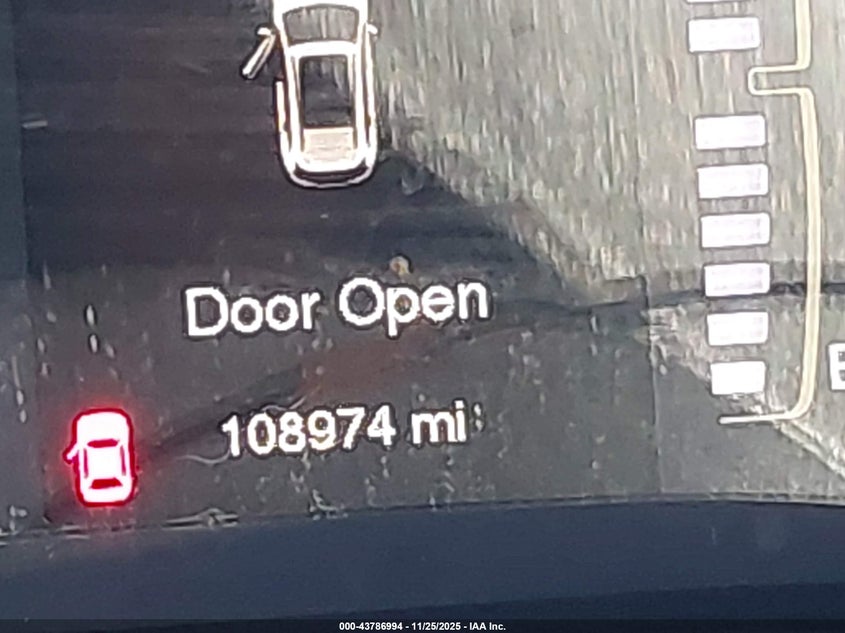 Door Open
108974 mi
E
000-43786994 - 11/25/2025 - IAA Inc.